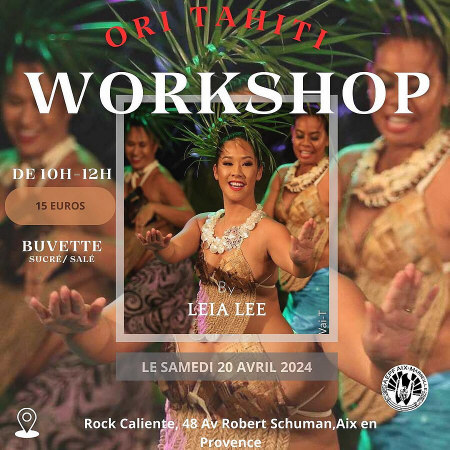 ORI TAHITI
WORKSHOP
DE 10H-12H
15 EUROS
BUVETTE
SUCRÉ/ SALÉ
By
LEIA LEE
Vai-T
LE SAMEDI 20 AVRIL 2024
Rock Caliente, 48 Av Robert Schuman,Aix en
Provence